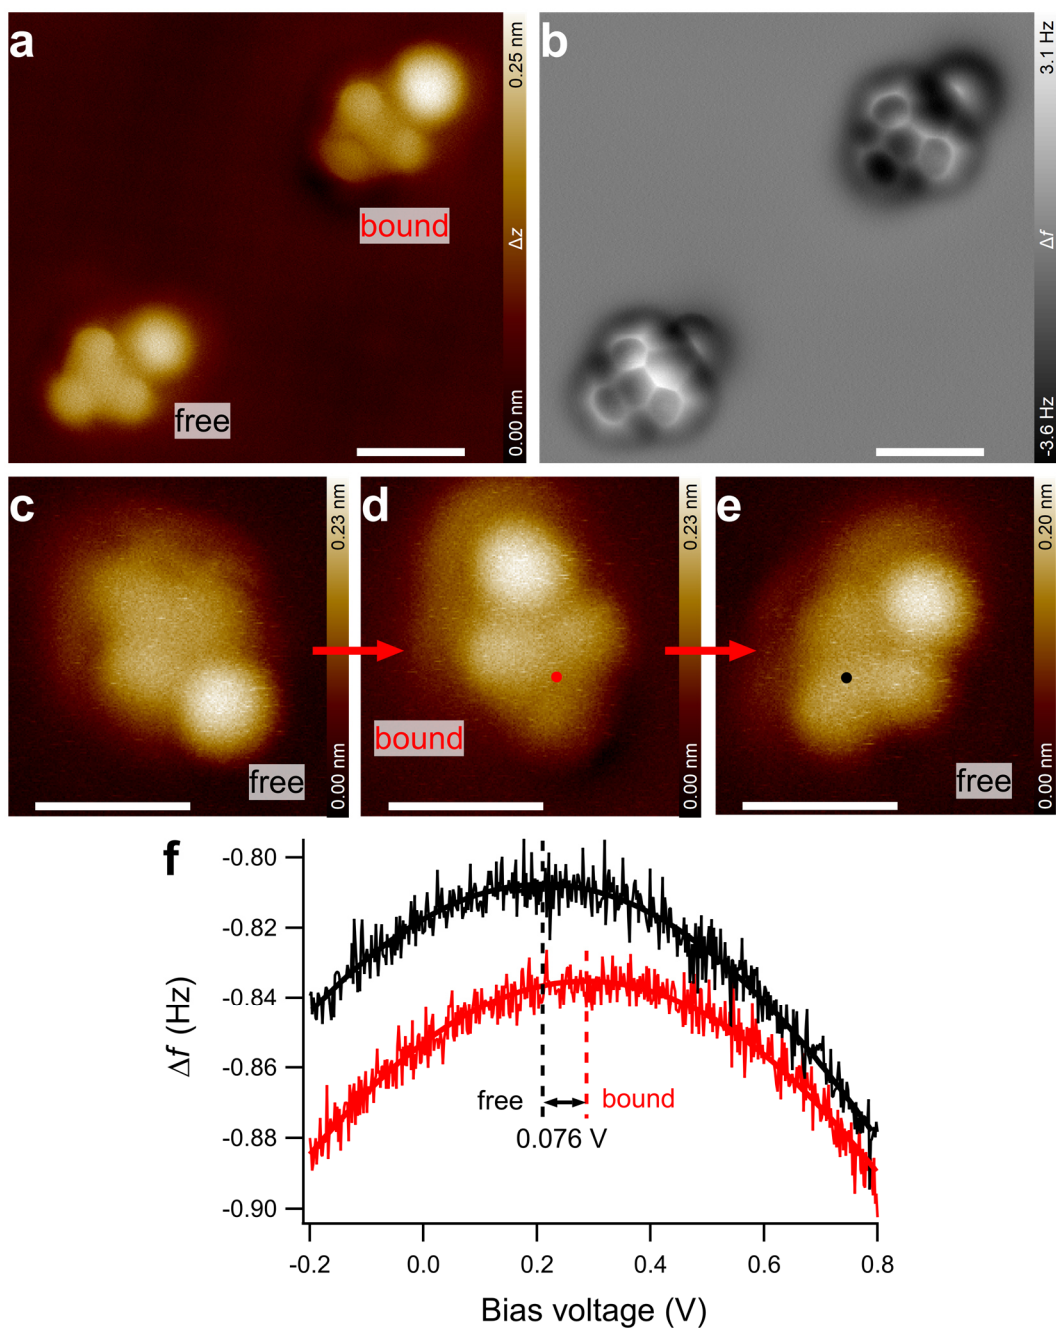 a
0.25 nm
Δz
0.00 nm
bound
free
b
3.1 Hz
Δf
-3.6 Hz
c
0.23 nm
0.00 nm
free
d
0.23 nm
0.00 nm
bound
e
0.20 nm
0.00 nm
free
f
-0.80
-0.82
-0.84
-0.86
-0.88
-0.90
Δf (Hz)
free
bound
0.076 V
-0.2 0.0 0.2 0.4 0.6 0.8
Bias voltage (V)